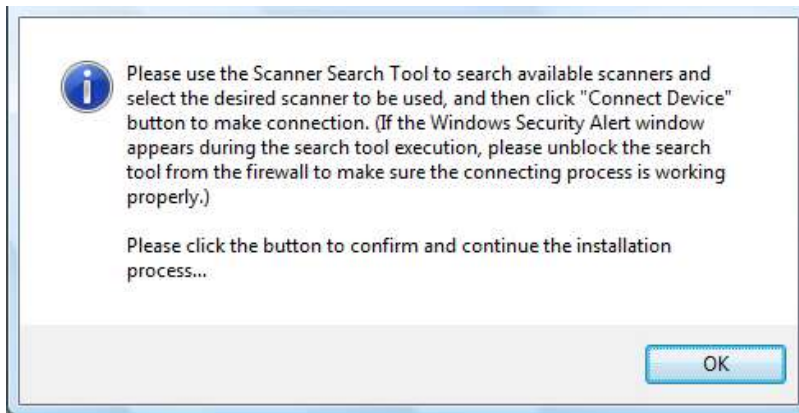 Please use the Scanner Search Tool to search available scanners and
select the desired scanner to be used, and then click "Connect Device"
button to make connection. (If the Windows Security Alert window
appears during the search tool execution, please unblock the search
tool from the firewall to make sure the connecting process is working
properly.)
Please click the button to confirm and continue the installation
process...
OK